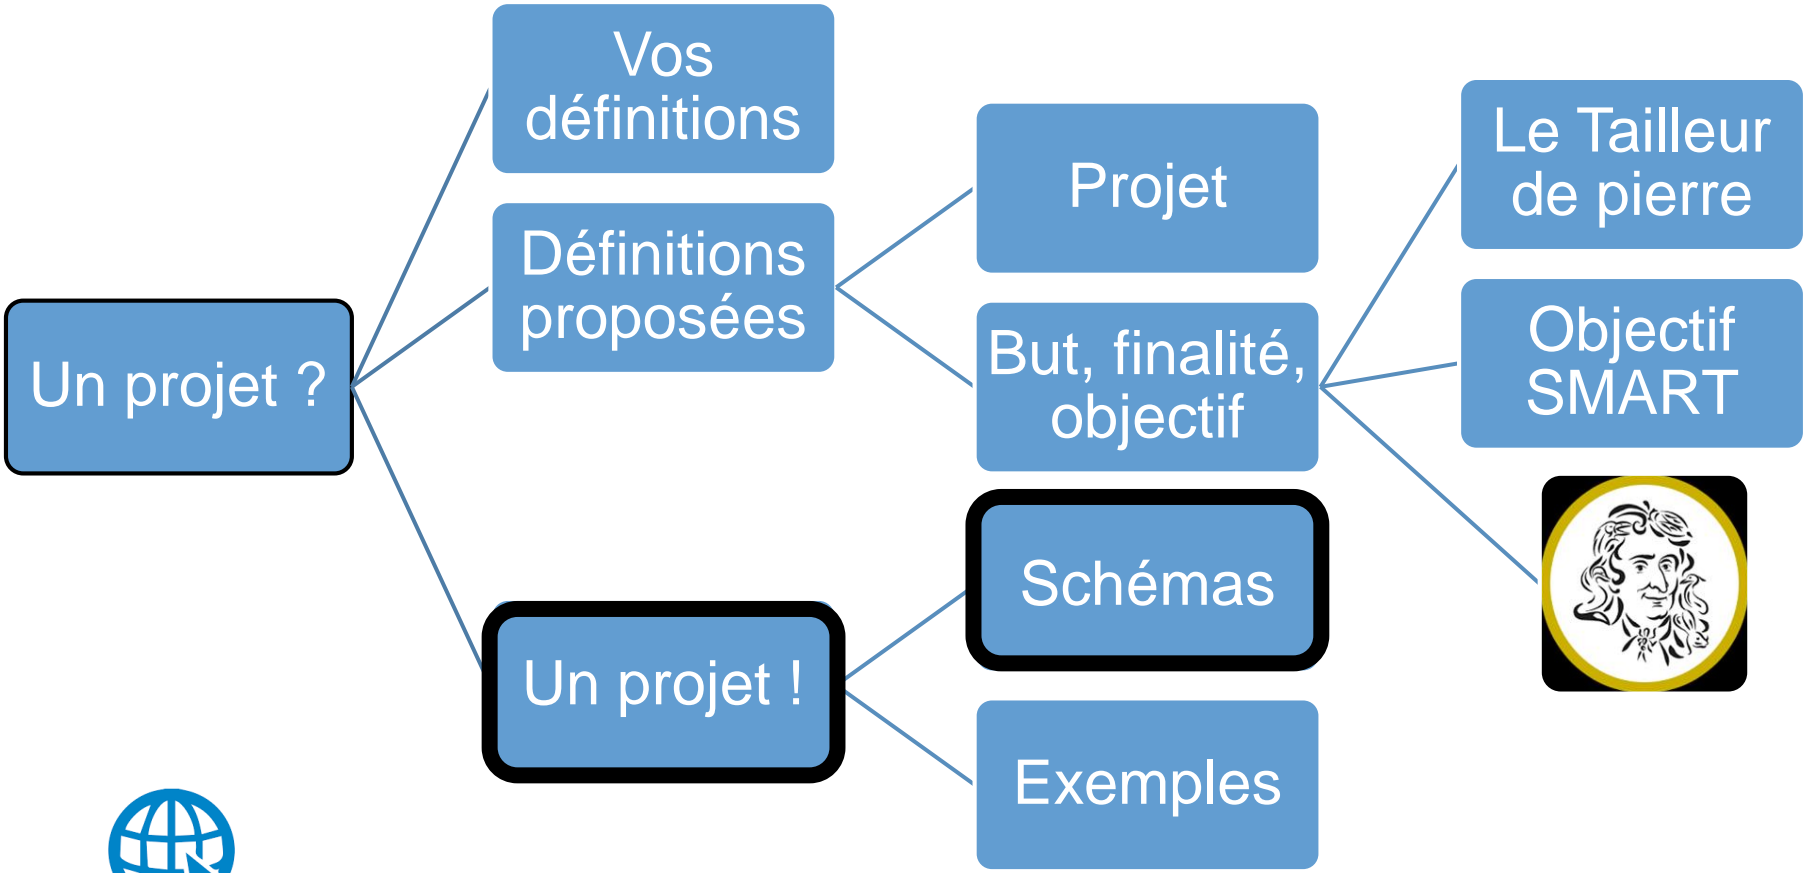 Vos
définitions
Définitions
proposées
Un projet ?
Un projet !
Projet
But, finalité,
objectif
Schémas
Exemples
Le Tailleur
de pierre
Objectif
SMART